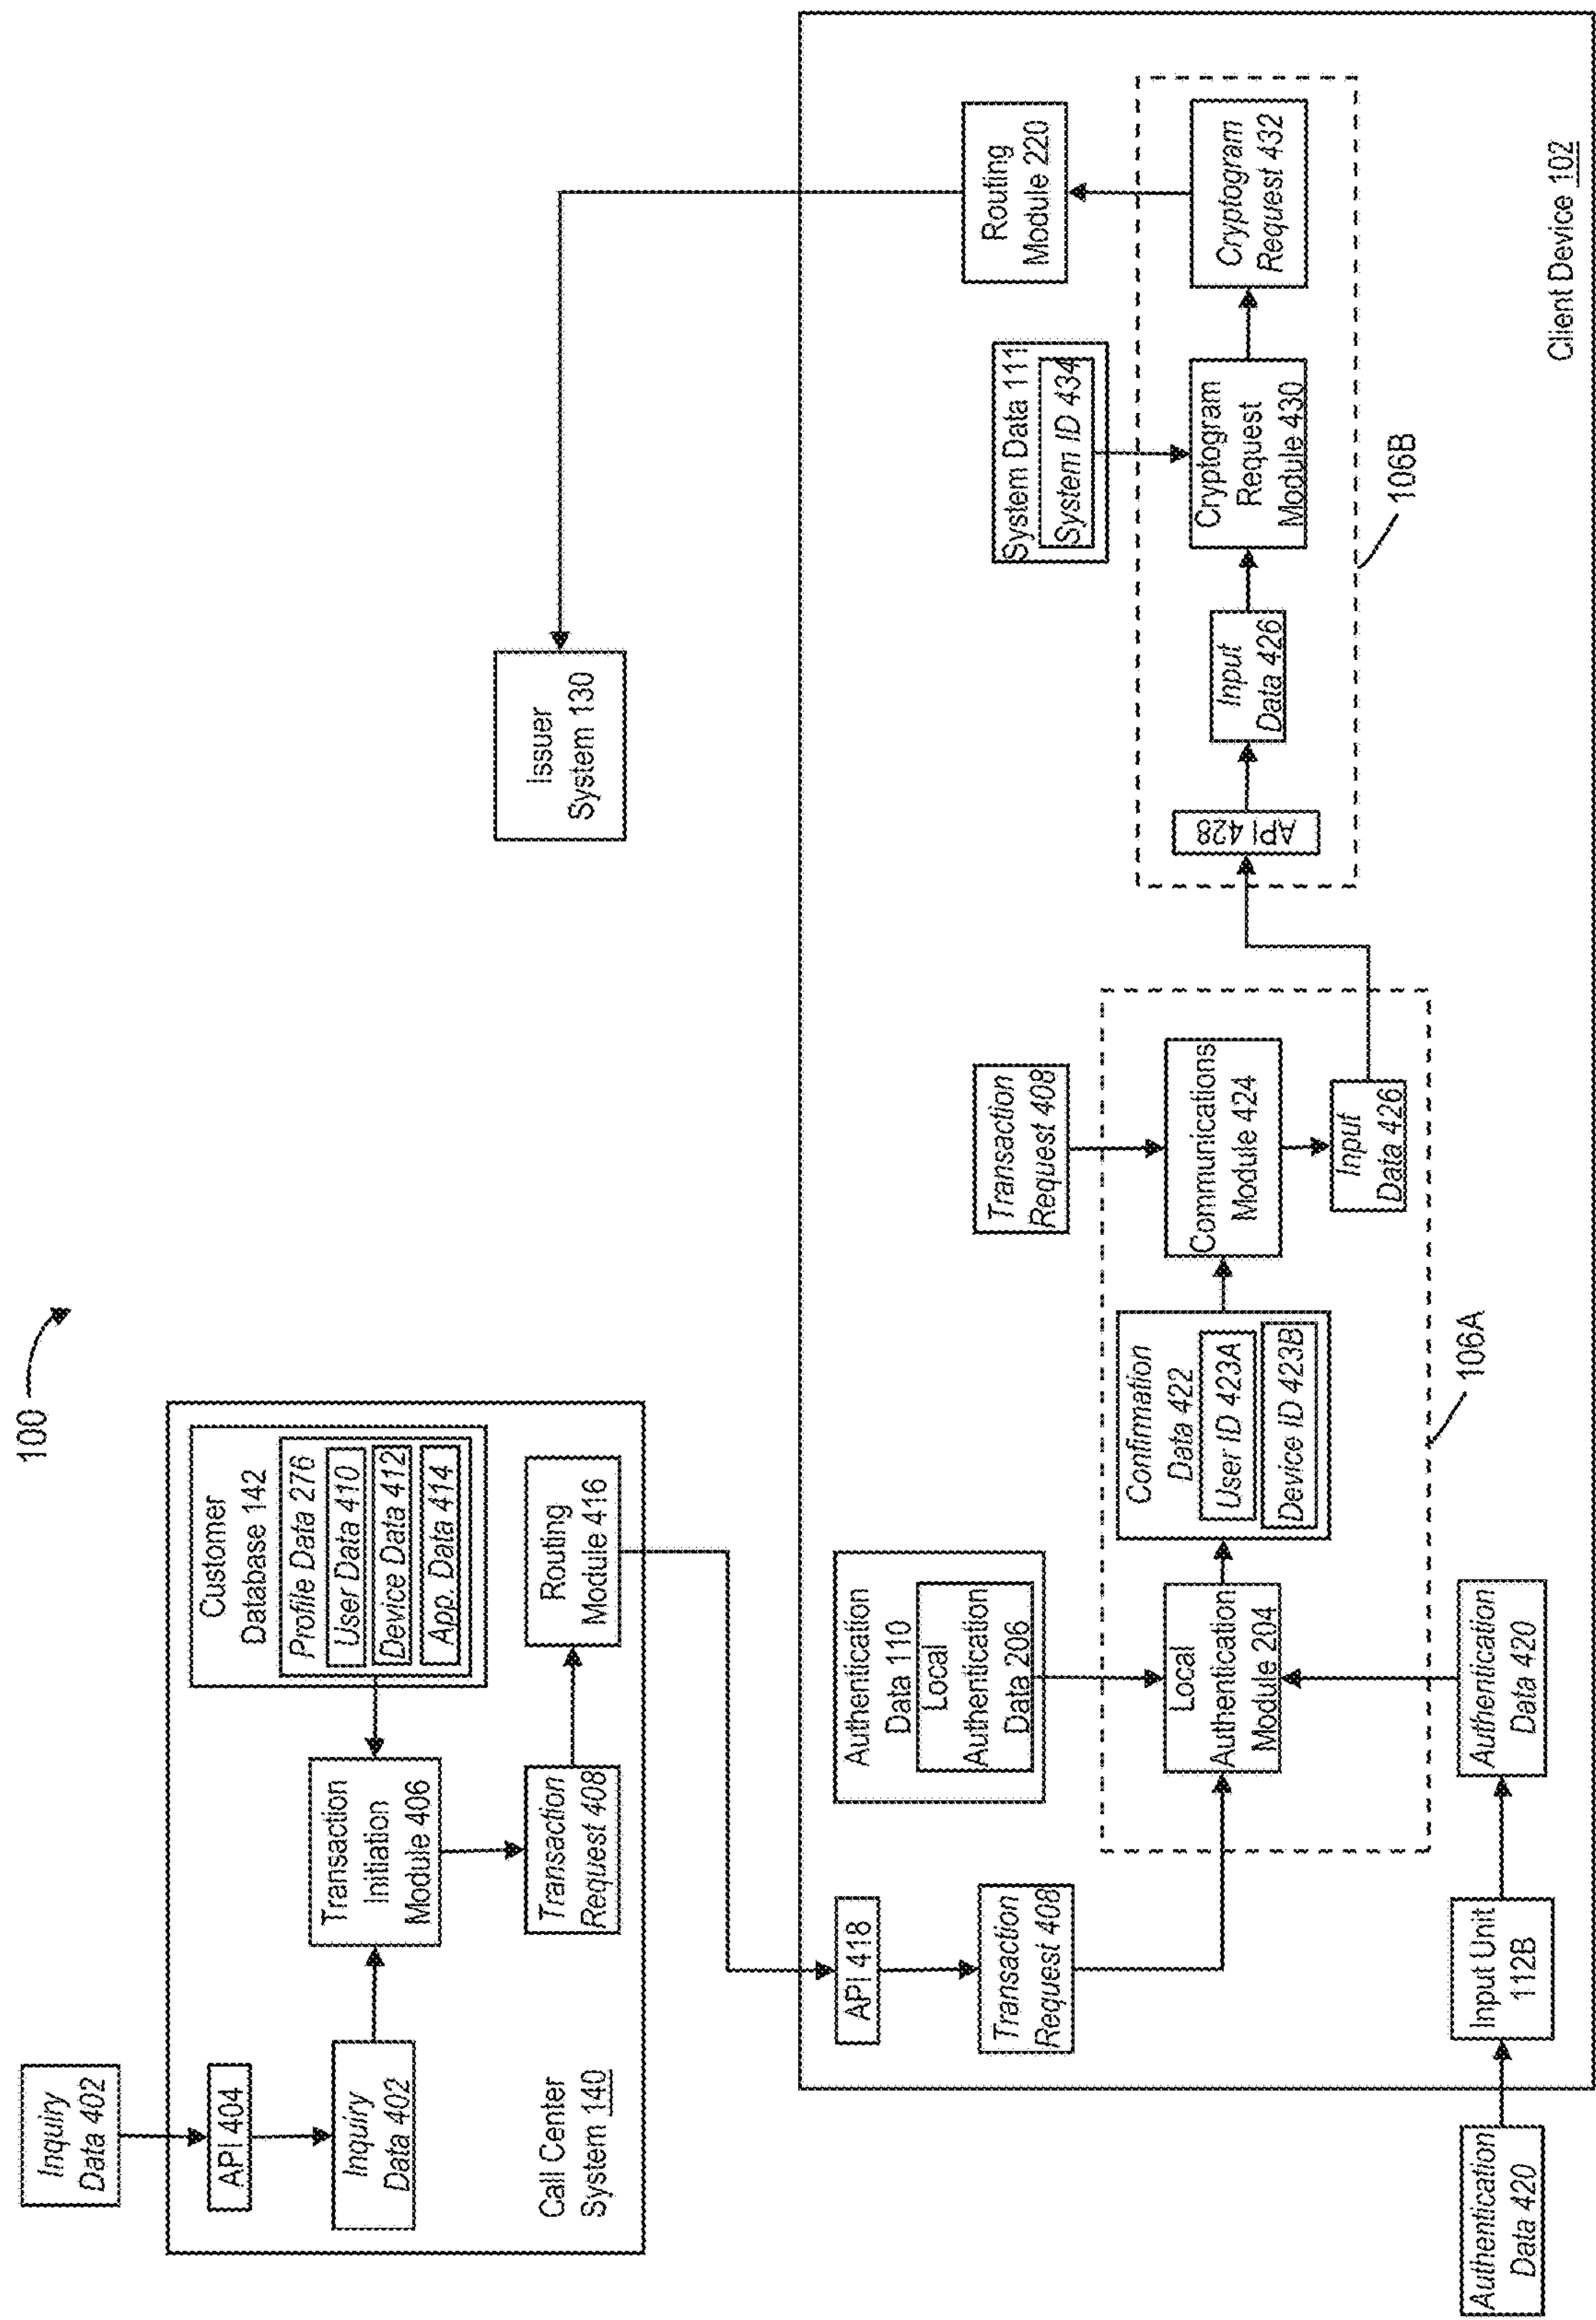 100
Inquiry
Data 402
API 404
Inquiry
Data 402
Call Center
System 140
Transaction
Initiation
Module 406
Customer
Database 142
Profile Data 276
User Data 410
Device Data 412
App. Data 414
Transaction
Request 408
Routing
Module 416
Issuer
System 130
API 418
Transaction
Request 408
Authentication
Data 110
Local
Authentication
Data 206
Local
Authentication
Module 204
Authentication
Data 420
Input Unit
112B
Authentication
Data 420
Confirmation
Data 422
User ID 423A
Device ID 423B
Transaction
Request 408
Communications
Module 424
Input
Data 426
106A
API 428
Input
Data 426
System Data 111
System ID 434
Cryptogram
Request
Module 430
Cryptogram
Request 432
Routing
Module 220
106B
Client Device 102